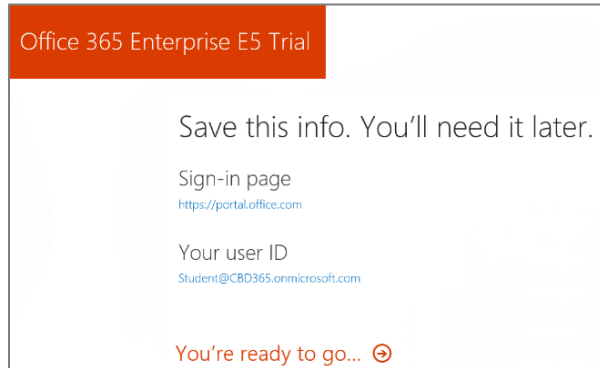 Office 365 Enterprise E5 Trial
Save this info. You'll need it later.
Sign-in page
https://portal.office.com
Your user ID
Student@CBD365.onmicrosoft.com
You're ready to go...